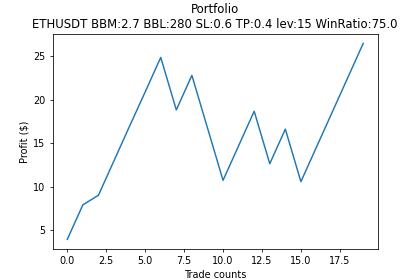 Portfolio
ETHUSDT BBM:2.7 BBL:280 SL:0.6 TP:0.4 lev:15 WinRatio:75.0
25
20
15
10
5
Profit ($)
0.0 2.5 5.0 7.5 10.0 12.5 15.0 17.5
Trade counts